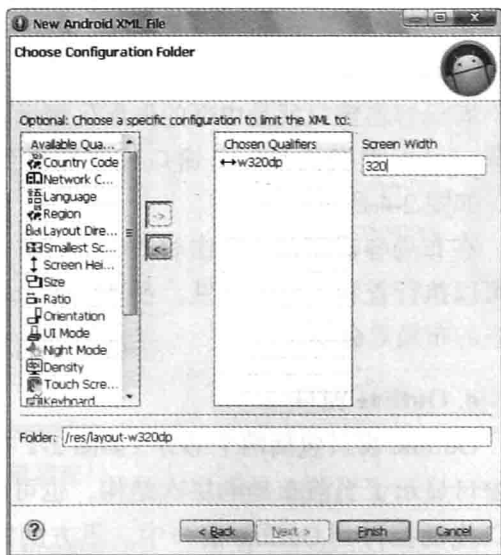 New Android XML File
Choose Configuration Folder
Optional: Choose a specific configuration to limit the XML to:
Available Qua...
Country Code
Network C...
Language
Region
Layout Dire...
Smallest Sc...
Screen Hei...
Size
Ratio
Orientation
UI Mode
Night Mode
Density
Touch Scre...
Keyboard
->
<-
Chosen Qualifiers
w320dp
Screen Width
320
Folder: /res/layout-w320dp
?
< Back
Next >
Finish
Cancel